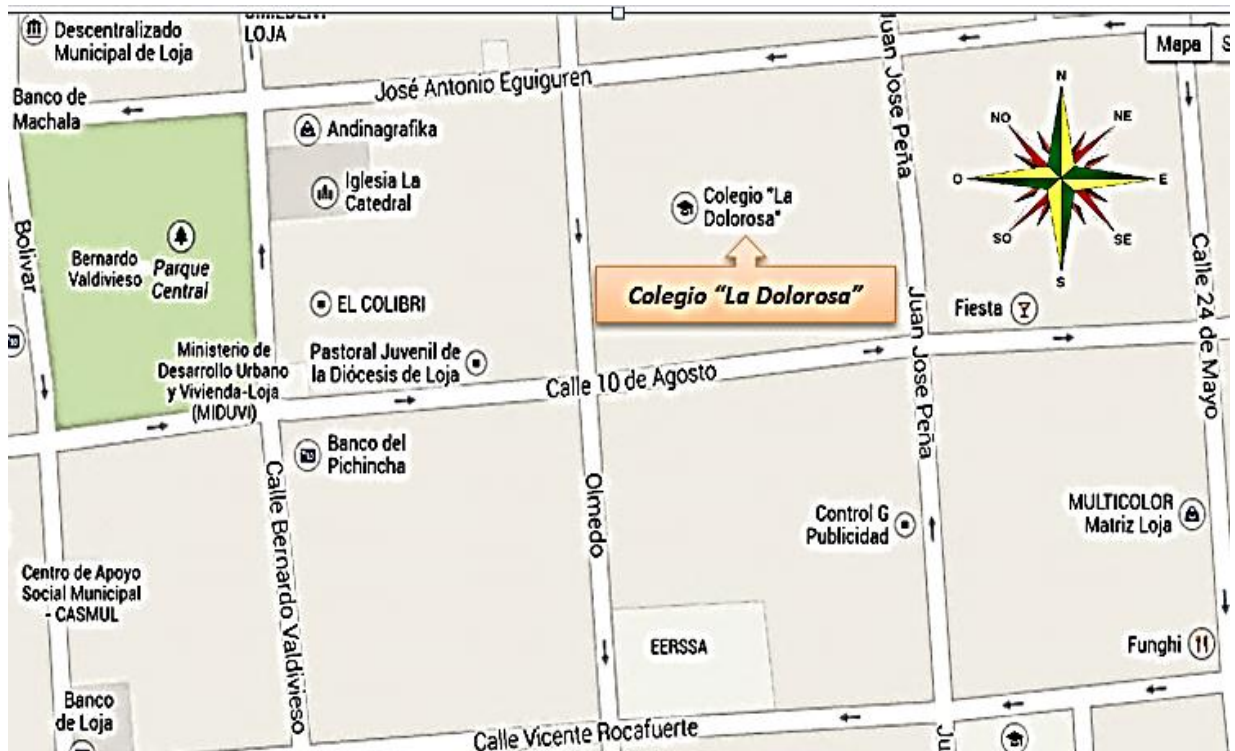 Descentralizado
Municipal de Loja
LOJA
Banco de
Machala
José Antonio Eguiguren
Juan Jose Peña
Mapa
S
Andinagrafika
Iglesia La
Catedral
Colegio "La
Dolorosa"
N
NO
NE
O
E
SO
SE
S
Bolivar
Bernardo
Valdivieso
Parque
Central
Colegio "La Dolorosa"
EL COLIBRI
Fiesta
Juan Jose Peña
Calle 24 de Mayo
Ministerio de
Desarrollo Urbano
y Vivienda-Loja
(MIDUVI)
Pastoral Juvenil de
la Diócesis de Loja
Calle 10 de Agosto
Banco del
Pichincha
Calle Bernardo Valdivieso
Olmedo
Control G
Publicidad
MULTICOLOR
Matriz Loja
Centro de Apoyo
Social Municipal
- CASMUL
EERSSA
Funghi
Banco
de Loja
Calle Vicente Rocafuerte
Ju